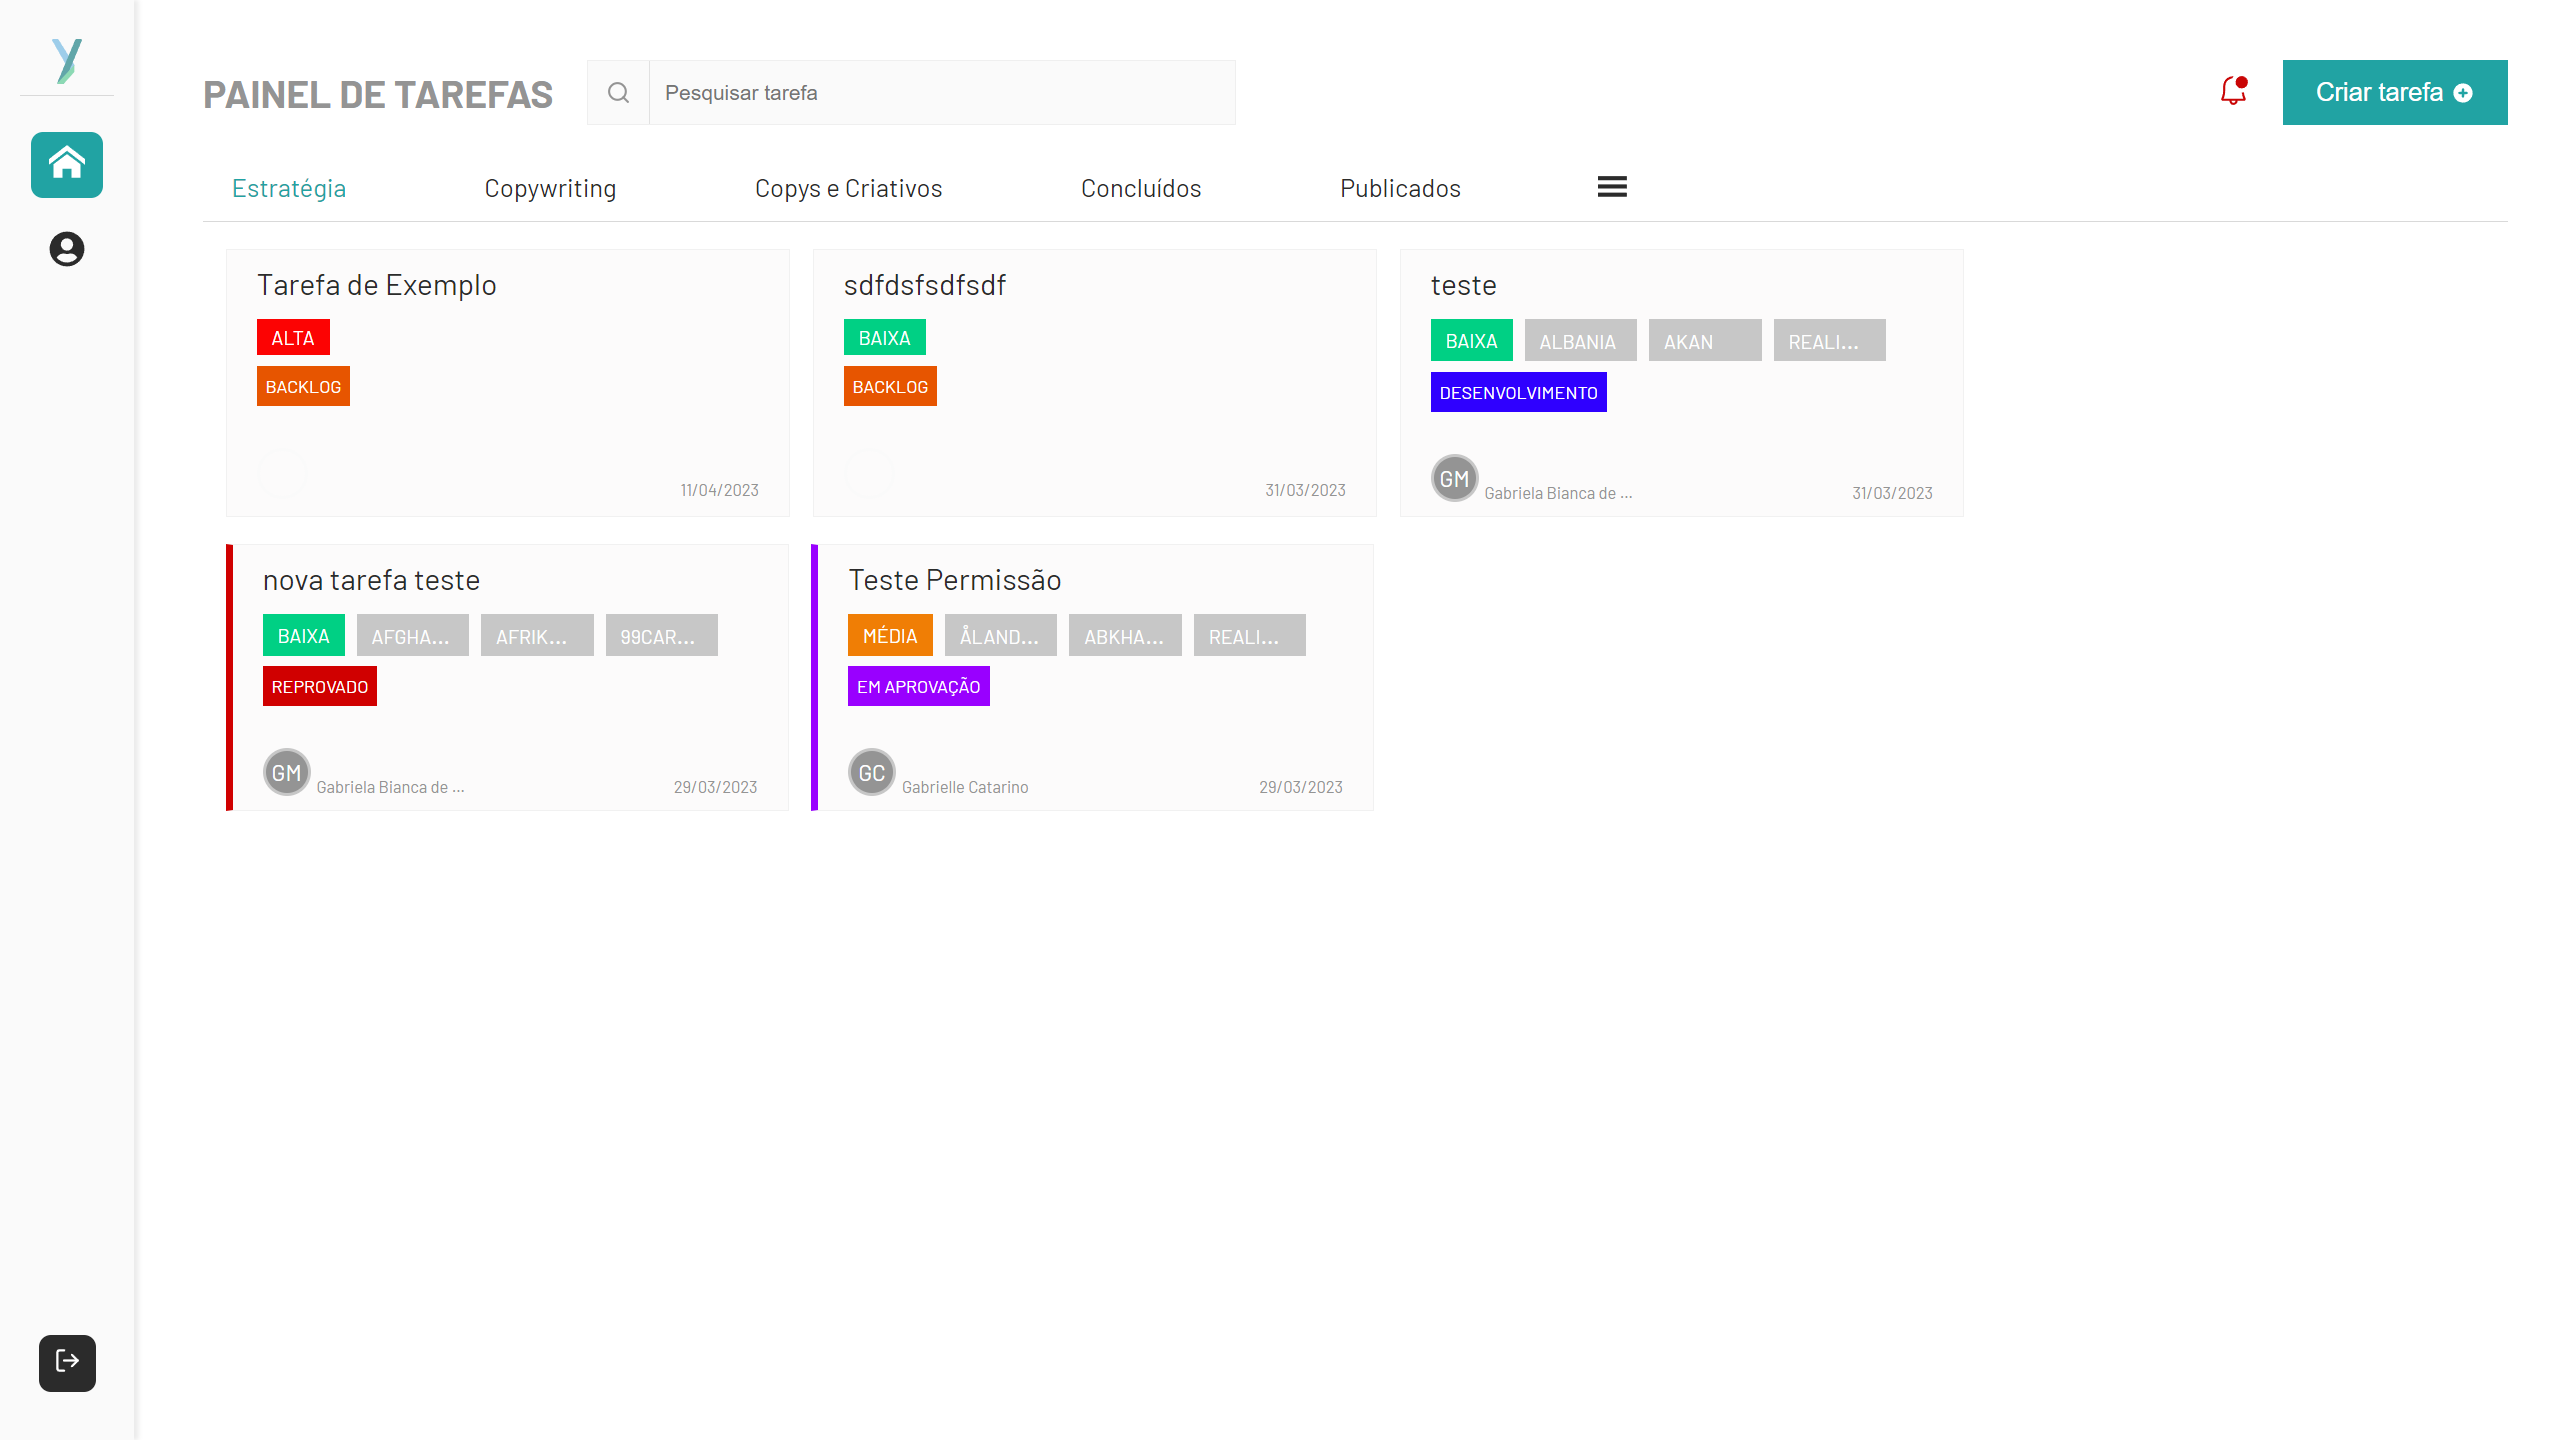 PAINEL DE TAREFAS
Pesquisar tarefa
Criar tarefa
Estratégia
Copywriting
Copys e Criativos
Concluídos
Publicados
Tarefa de Exemplo
ALTA
BACKLOG
11/04/2023
sdfdsfsdfsdf
BAIXA
BACKLOG
31/03/2023
teste
BAIXA ALBANIA AKAN REALI...
DESENVOLVIMENTO
GM Gabriela Bianca de ... 31/03/2023
nova tarefa teste
BAIXA AFGHA... AFRIK... 99CAR...
REPROVADO
GM Gabriela Bianca de ... 29/03/2023
Teste Permissão
MÉDIA ÅLAND... ABKHA... REALI...
EM APROVAÇÃO
GC Gabrielle Catarino 29/03/2023